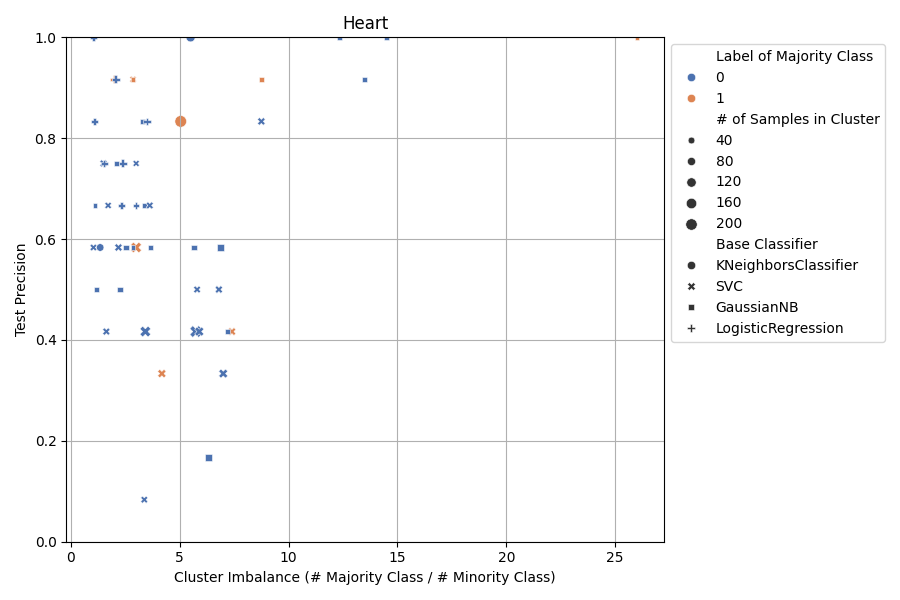 Heart
1.0
0.8
0.6
0.4
0.2
0.0
Test Precision
0
5
10
15
20
25
Cluster Imbalance (# Majority Class / # Minority Class)
Label of Majority Class
0
1
# of Samples in Cluster
40
80
120
160
200
Base Classifier
KNeighborsClassifier
SVC
GaussianNB
LogisticRegression